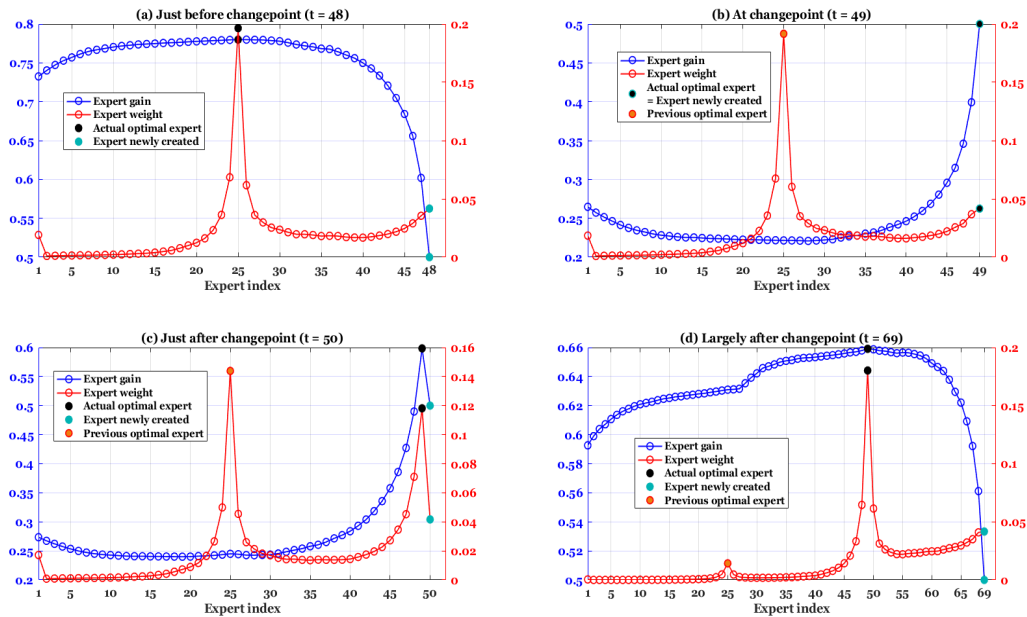 (a) Just before changepoint (t = 48)
0.8
0.75
0.7
0.65
0.6
0.55
0.5
0.2
0.15
0.1
0.05
0
Expert gain
Expert weight
Actual optimal expert
Expert newly created
1 5 10 15 20 25 30 35 40 45 48
Expert index
(b) At changepoint (t = 49)
0.5
0.45
0.4
0.35
0.3
0.25
0.2
0.2
0.15
0.1
0.05
0
Expert gain
Expert weight
Actual optimal expert
= Expert newly created
Previous optimal expert
1 5 10 15 20 25 30 35 40 45 49
Expert index
(c) Just after changepoint (t = 50)
0.6
0.55
0.5
0.45
0.4
0.35
0.3
0.25
0.2
0.16
0.14
0.12
0.1
0.08
0.06
0.04
0.02
0
Expert gain
Expert weight
Actual optimal expert
Expert newly created
Previous optimal expert
1 5 10 15 20 25 30 35 40 45 50
Expert index
(d) Largely after changepoint (t = 69)
0.66
0.64
0.62
0.6
0.58
0.56
0.54
0.52
0.5
0.2
0.15
0.1
0.05
0
Expert gain
Expert weight
Actual optimal expert
Expert newly created
Previous optimal expert
1 5 10 15 20 25 30 35 40 45 50 55 60 65 69
Expert index